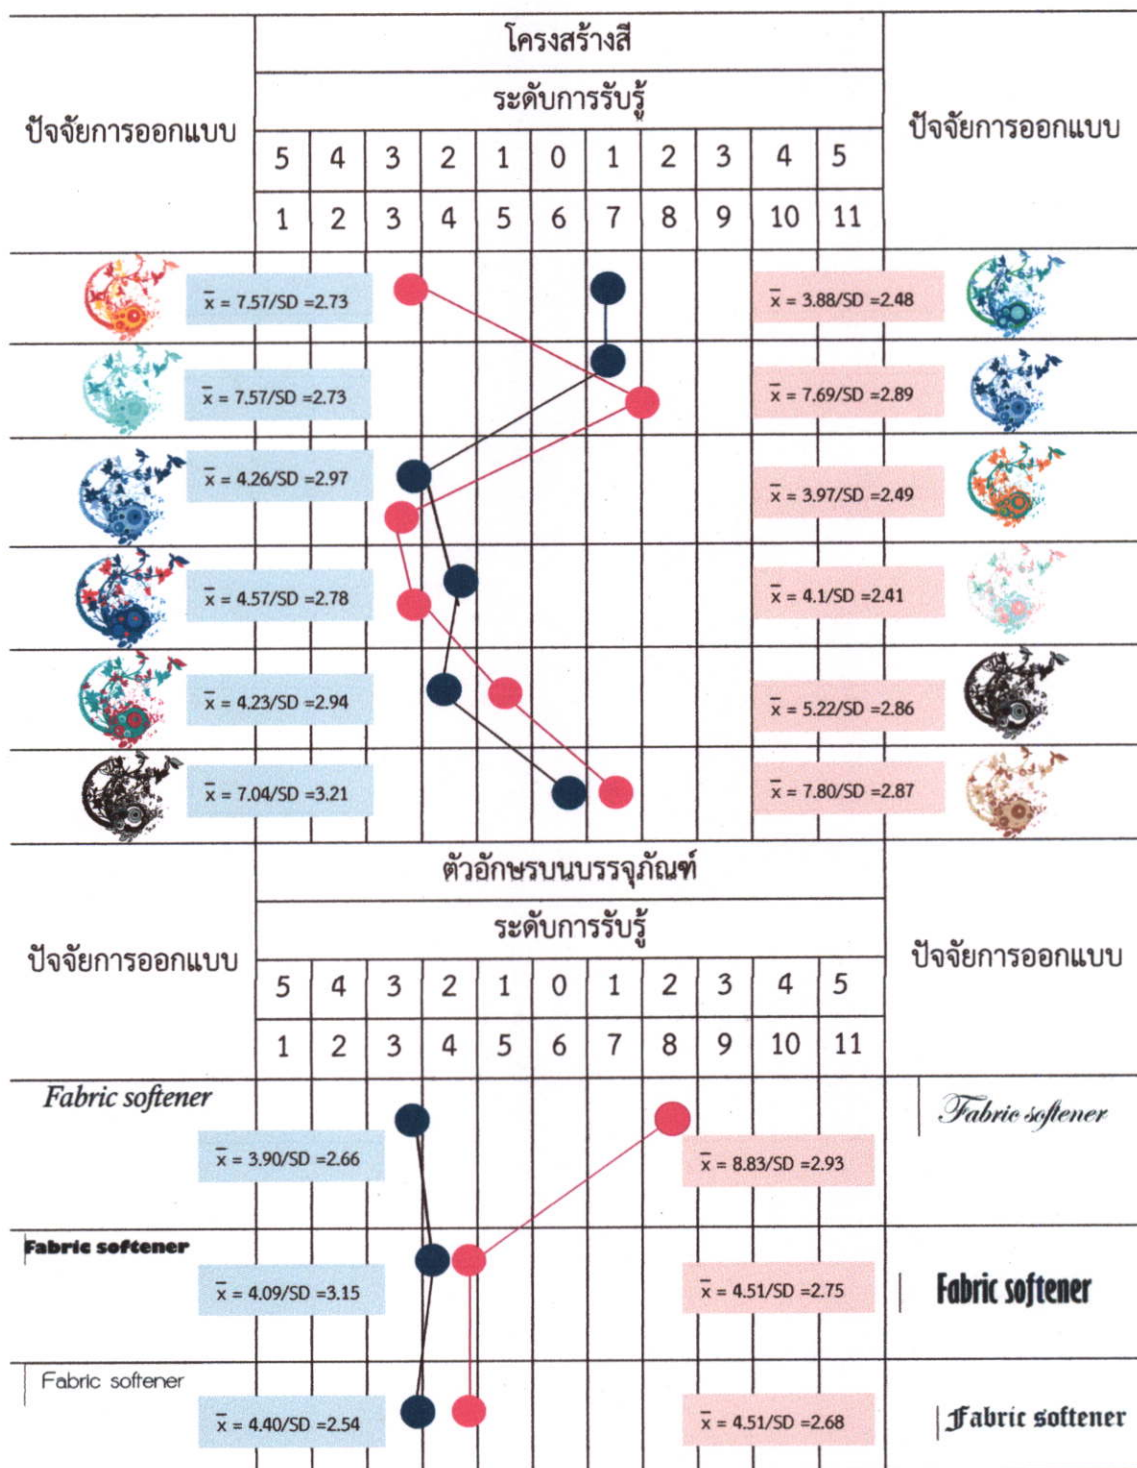 โครงสร้างสี
ระดับการรับรู้
ปัจจัยการออกแบบ
ปัจจัยการออกแบบ
5 4 3 2 1 0 1 2 3 4 5
1 2 3 4 5 6 7 8 9 10 11
x̄ = 7.57/SD =2.73
x̄ = 3.88/SD =2.48
x̄ = 7.57/SD =2.73
x̄ = 7.69/SD =2.89
x̄ = 4.26/SD =2.97
x̄ = 3.97/SD =2.49
x̄ = 4.57/SD =2.78
x̄ = 4.1/SD =2.41
x̄ = 4.23/SD =2.94
x̄ = 5.22/SD =2.86
x̄ = 7.04/SD =3.21
x̄ = 7.80/SD =2.87
ตัวอักษรบนบรรจุภัณฑ์
ระดับการรับรู้
ปัจจัยการออกแบบ
ปัจจัยการออกแบบ
5 4 3 2 1 0 1 2 3 4 5
1 2 3 4 5 6 7 8 9 10 11
Fabric softener
Fabric softener
x̄ = 3.90/SD =2.66
x̄ = 8.83/SD =2.93
Fabric softener
Fabric softener
x̄ = 4.09/SD =3.15
x̄ = 4.51/SD =2.75
Fabric softener
Fabric softener
x̄ = 4.40/SD =2.54
x̄ = 4.51/SD =2.68